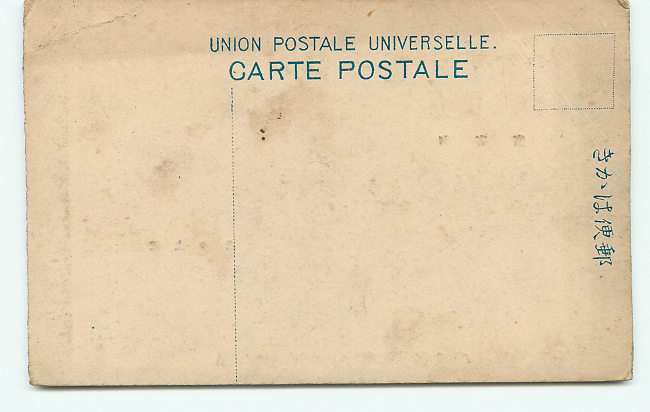 UNION POSTALE UNIVERSELLE.
CARTE POSTALE
きかは便郵